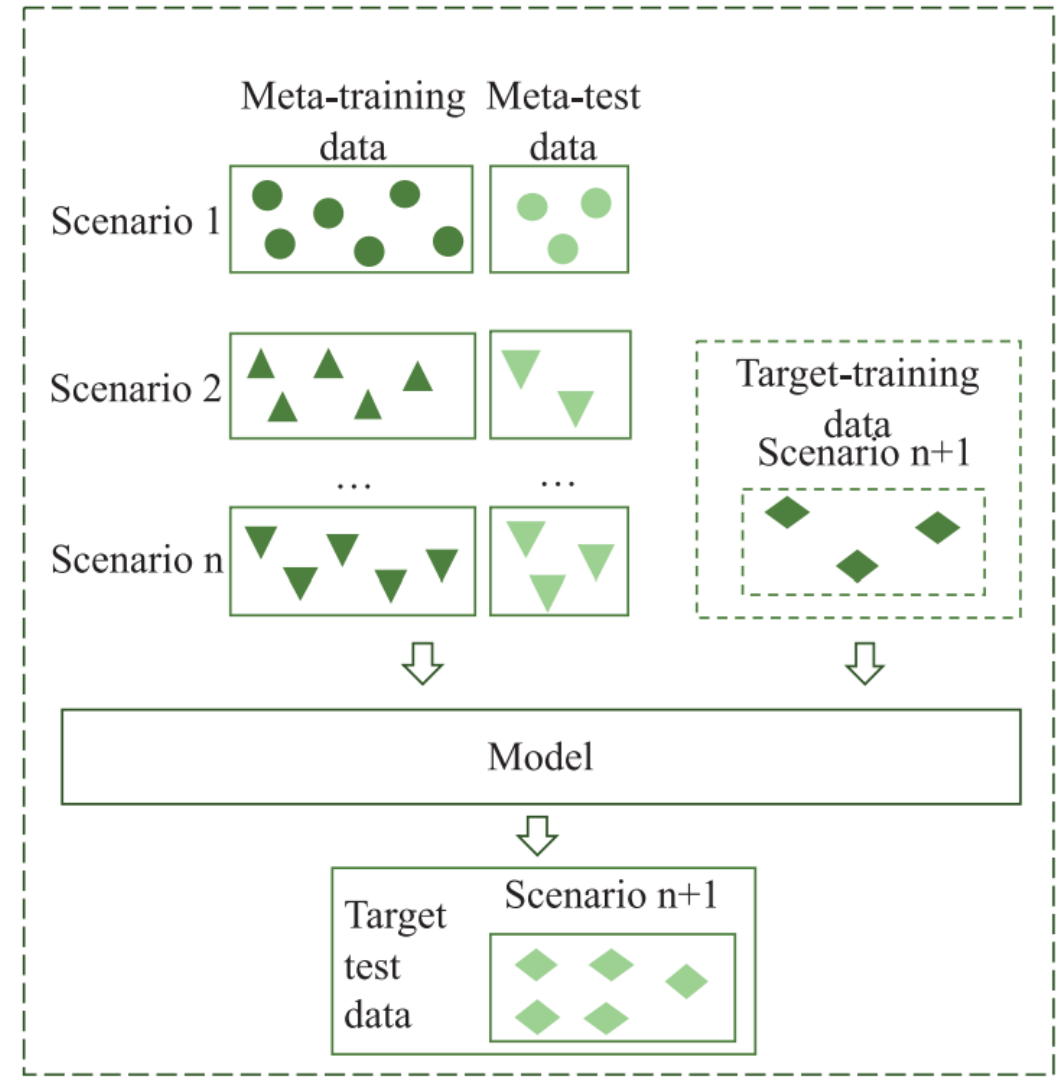 Meta-training Meta-test
data data
Scenario 1
Scenario 2
... ...
Scenario n
Target-training
data
Scenario n+1
Model
Scenario n+1
Target
test
data